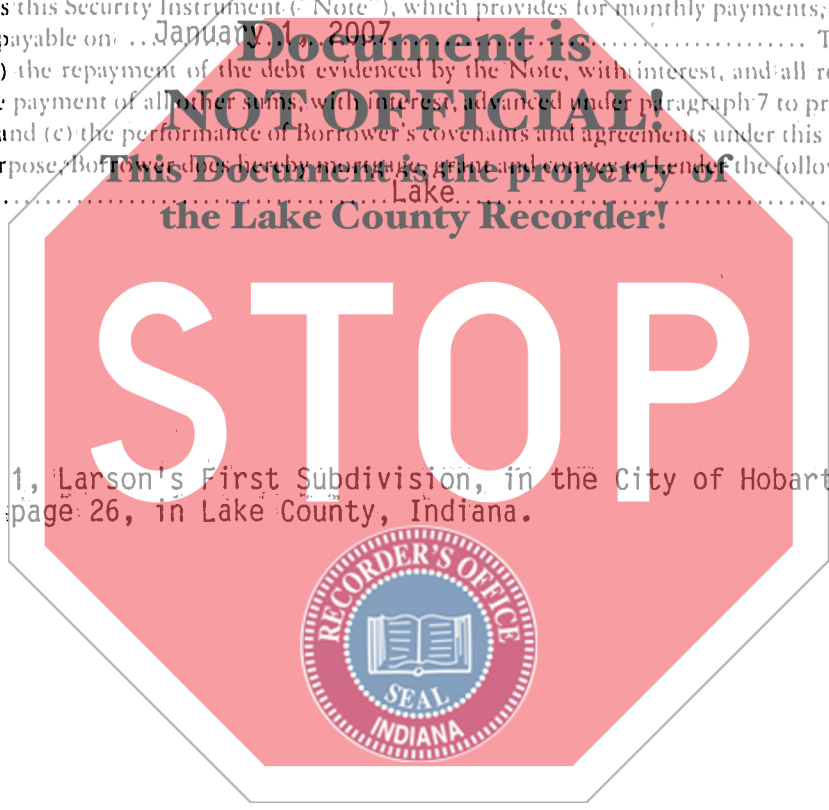 s this Security Instrument ("Note"), which provides for monthly payments,
payable on January 1, 2007
Document is
) the repayment of the debt evidenced by the Note, with interest, and all
payment of all other sums, with interest, advanced under paragraph 7 to
NOT OFFICIAL!
and (c) the performance of Borrower's covenants and agreements under this
Borrower does hereby mortgage, grant and convey to Lender the
This Document is the property of
Lake
the Lake County Recorder!
STOP
1, Larson's First Subdivision, in the City of Hobart
page 26, in Lake County, Indiana.
RECORDER'S OFFICE
SEAL
INDIANA